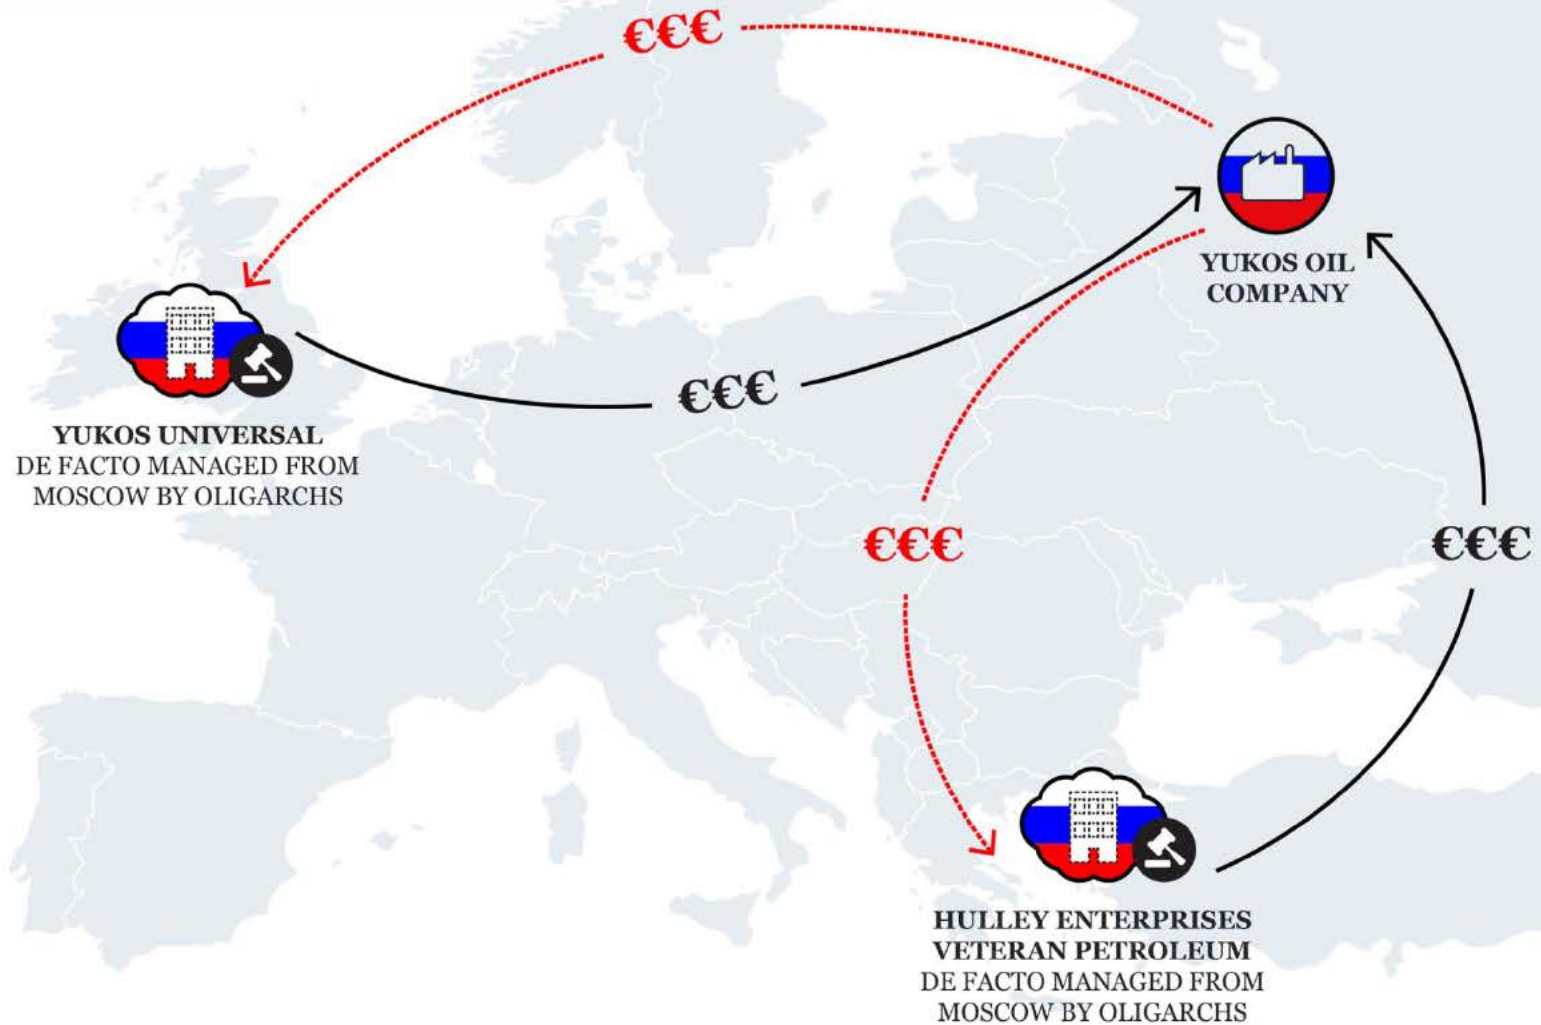 €€€
YUKOS OIL
COMPANY
€€€
YUKOS UNIVERSAL
DE FACTO MANAGED FROM
MOSCOW BY OLIGARCHS
€€€
€€€
HULLEY ENTERPRISES
VETERAN PETROLEUM
DE FACTO MANAGED FROM
MOSCOW BY OLIGARCHS